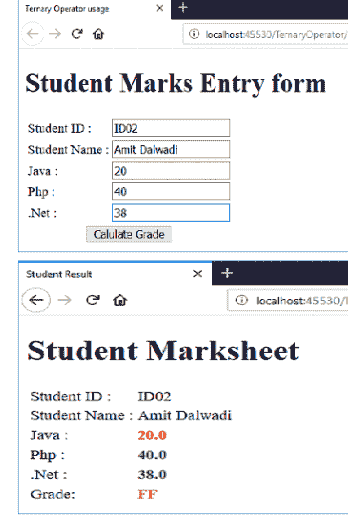 Ternary Operator usage
localhost:45530/TernaryOperator/
Student Marks Entry form
Student ID : ID02
Student Name : Amit Dalwadi
Java : 20
Php : 40
.Net : 38
Calulate Grade
Student Result
localhost:45530/
Student Marksheet
Student ID : ID02
Student Name : Amit Dalwadi
Java : 20.0
Php : 40.0
.Net : 38.0
Grade: FF